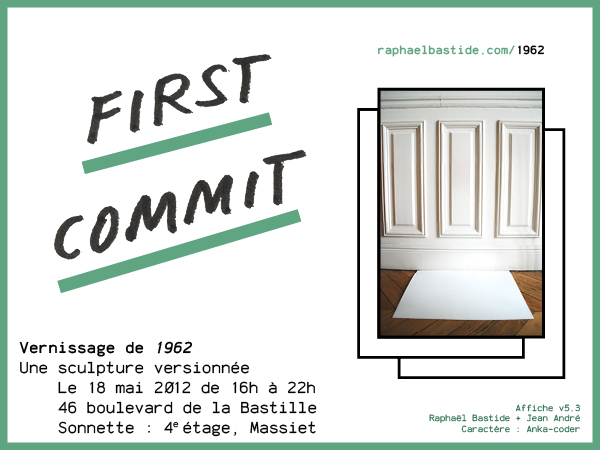 raphaelbastide.com/1962
FIRST
COMMIT
Vernissage de 1962
Une sculpture versionnée
Le 18 mai 2012 de 16h à 22h
46 boulevard de la Bastille
Sonnette : 4e étage, Massiet
Affiche v5.3
Raphaël Bastide + Jean André
Caractère : Anka-coder